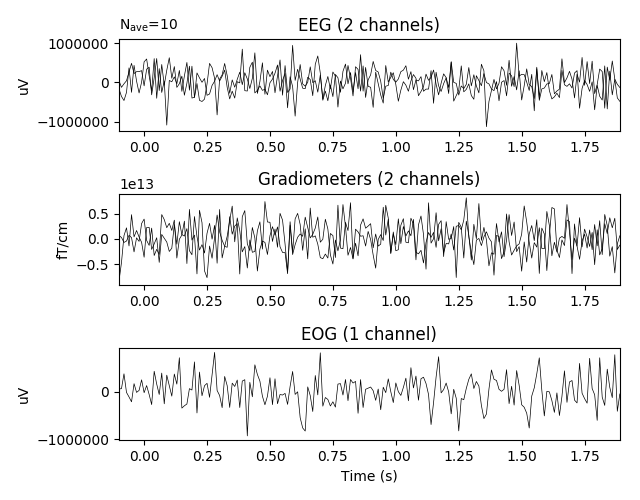 N_ave=10
EEG (2 channels)
1000000
0
−1000000
uV
0.00 0.25 0.50 0.75 1.00 1.25 1.50 1.75
1e13
Gradiometers (2 channels)
0.5
0.0
−0.5
fT/cm
0.00 0.25 0.50 0.75 1.00 1.25 1.50 1.75
EOG (1 channel)
0
−1000000
uV
0.00 0.25 0.50 0.75 1.00 1.25 1.50 1.75
Time (s)